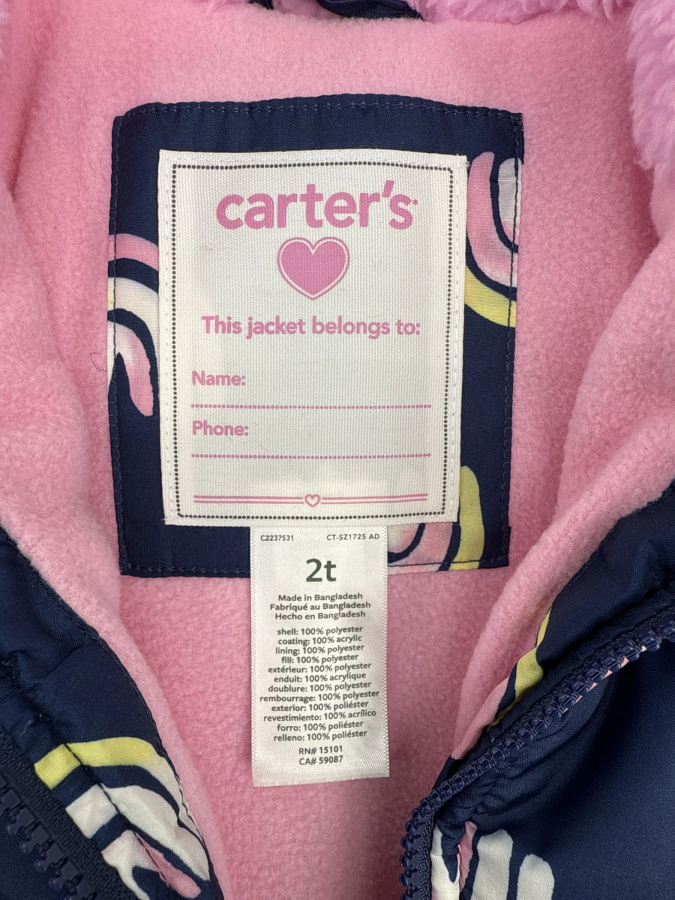 carter's
This jacket belongs to:
Name:
Phone:
C2237531 CT-SZ1725 AD
2t
Made in Bangladesh
Fabriqué au Bangladesh
Hecho en Bangladesh
shell: 100% polyester
coating: 100% acrylic
lining: 100% polyester
fill: 100% polyester
extérieur: 100% polyester
enduit: 100% acrylique
doublure: 100% polyester
rembourrage: 100% polyester
exterior: 100% poliéster
revestimiento: 100% acrílico
forro: 100% poliéster
relleno: 100% poliéster
RN# 15101
CA# 59087